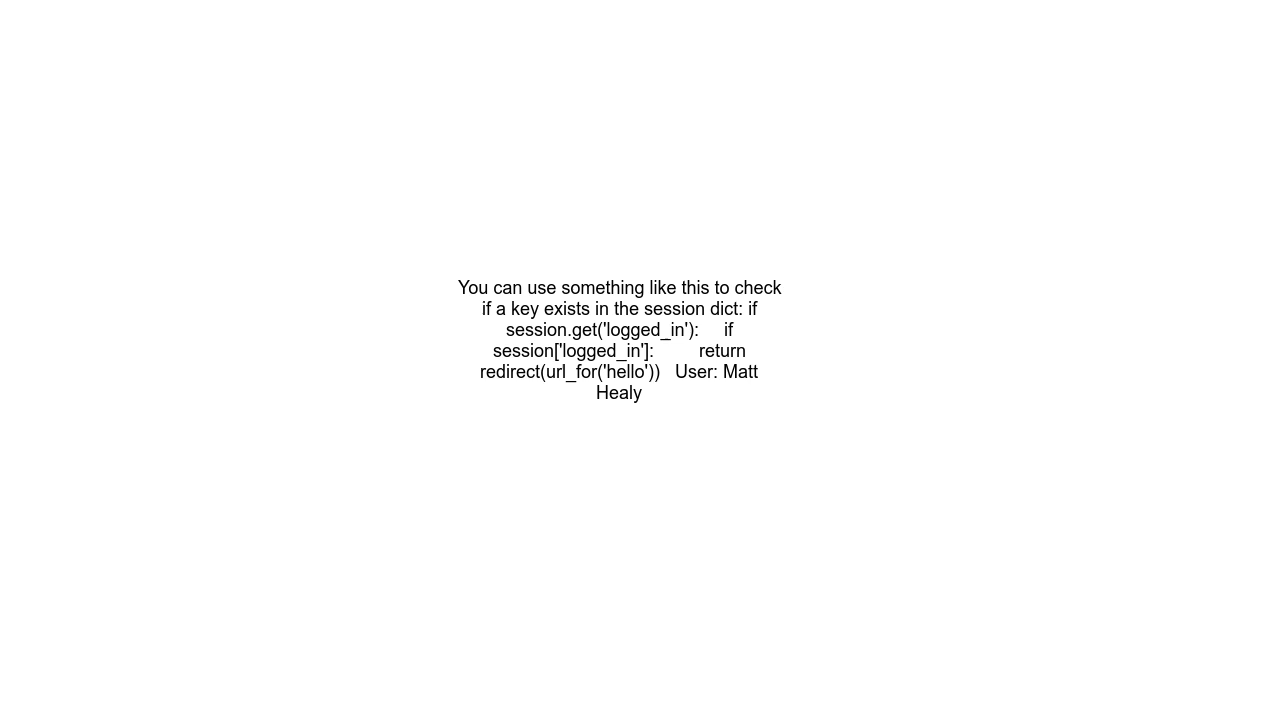 You can use something like this to check
if a key exists in the session dict: if
session.get('logged_in'):     if
session['logged_in']:         return
redirect(url_for('hello'))   User: Matt
Healy